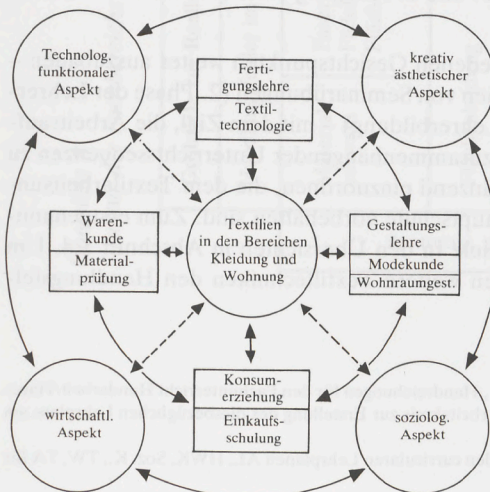 Technolog.
funktionaler
Aspekt
kreativ
ästhetischer
Aspekt
Ferti-
gungslehre
Textil-
technologie
Waren-
kunde
Material-
prüfung
Textilien
in den Bereichen
Kleidung und
Wohnung
Gestaltungs-
lehre
Modekunde
Wohnraumgest.
Konsum-
erziehung
Einkaufs-
schulung
wirtschaftl.
Aspekt
soziolog.
Aspekt